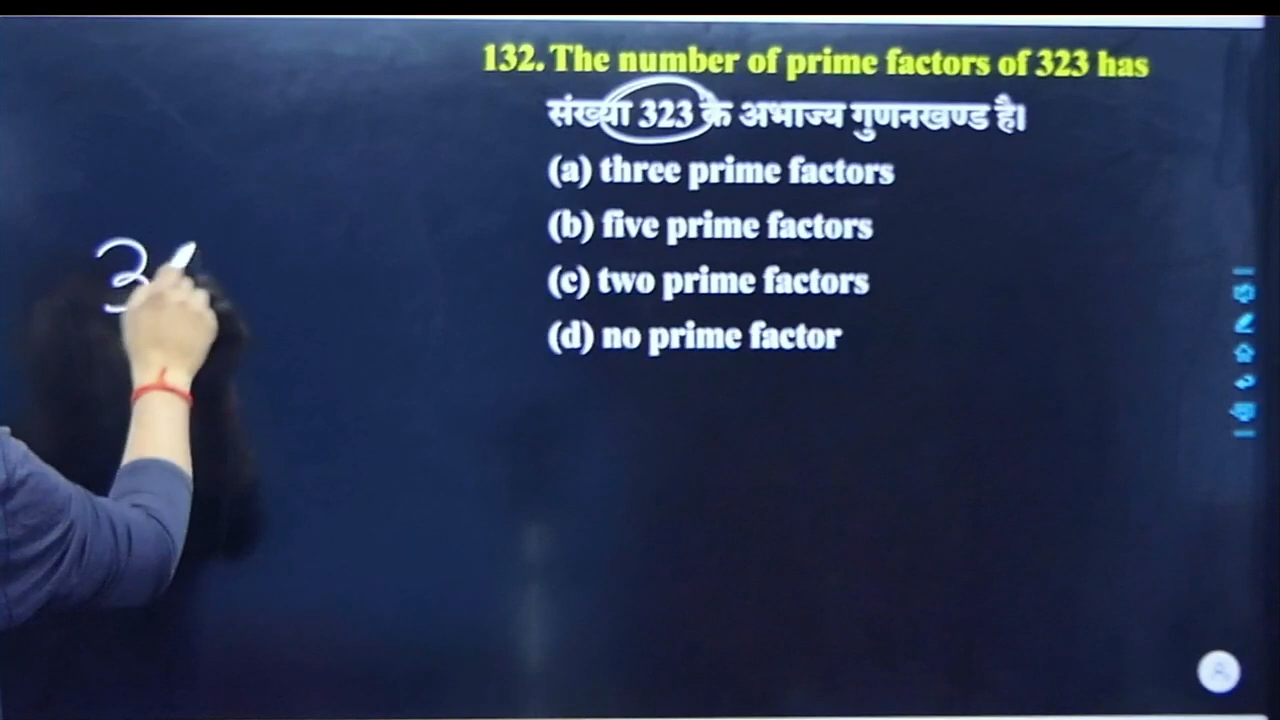 132. The number of prime factors of 323 has
संख्या 323 के अभाज्य गुणनखण्ड है।
(a) three prime factors
(b) five prime factors
(c) two prime factors
(d) no prime factor
3